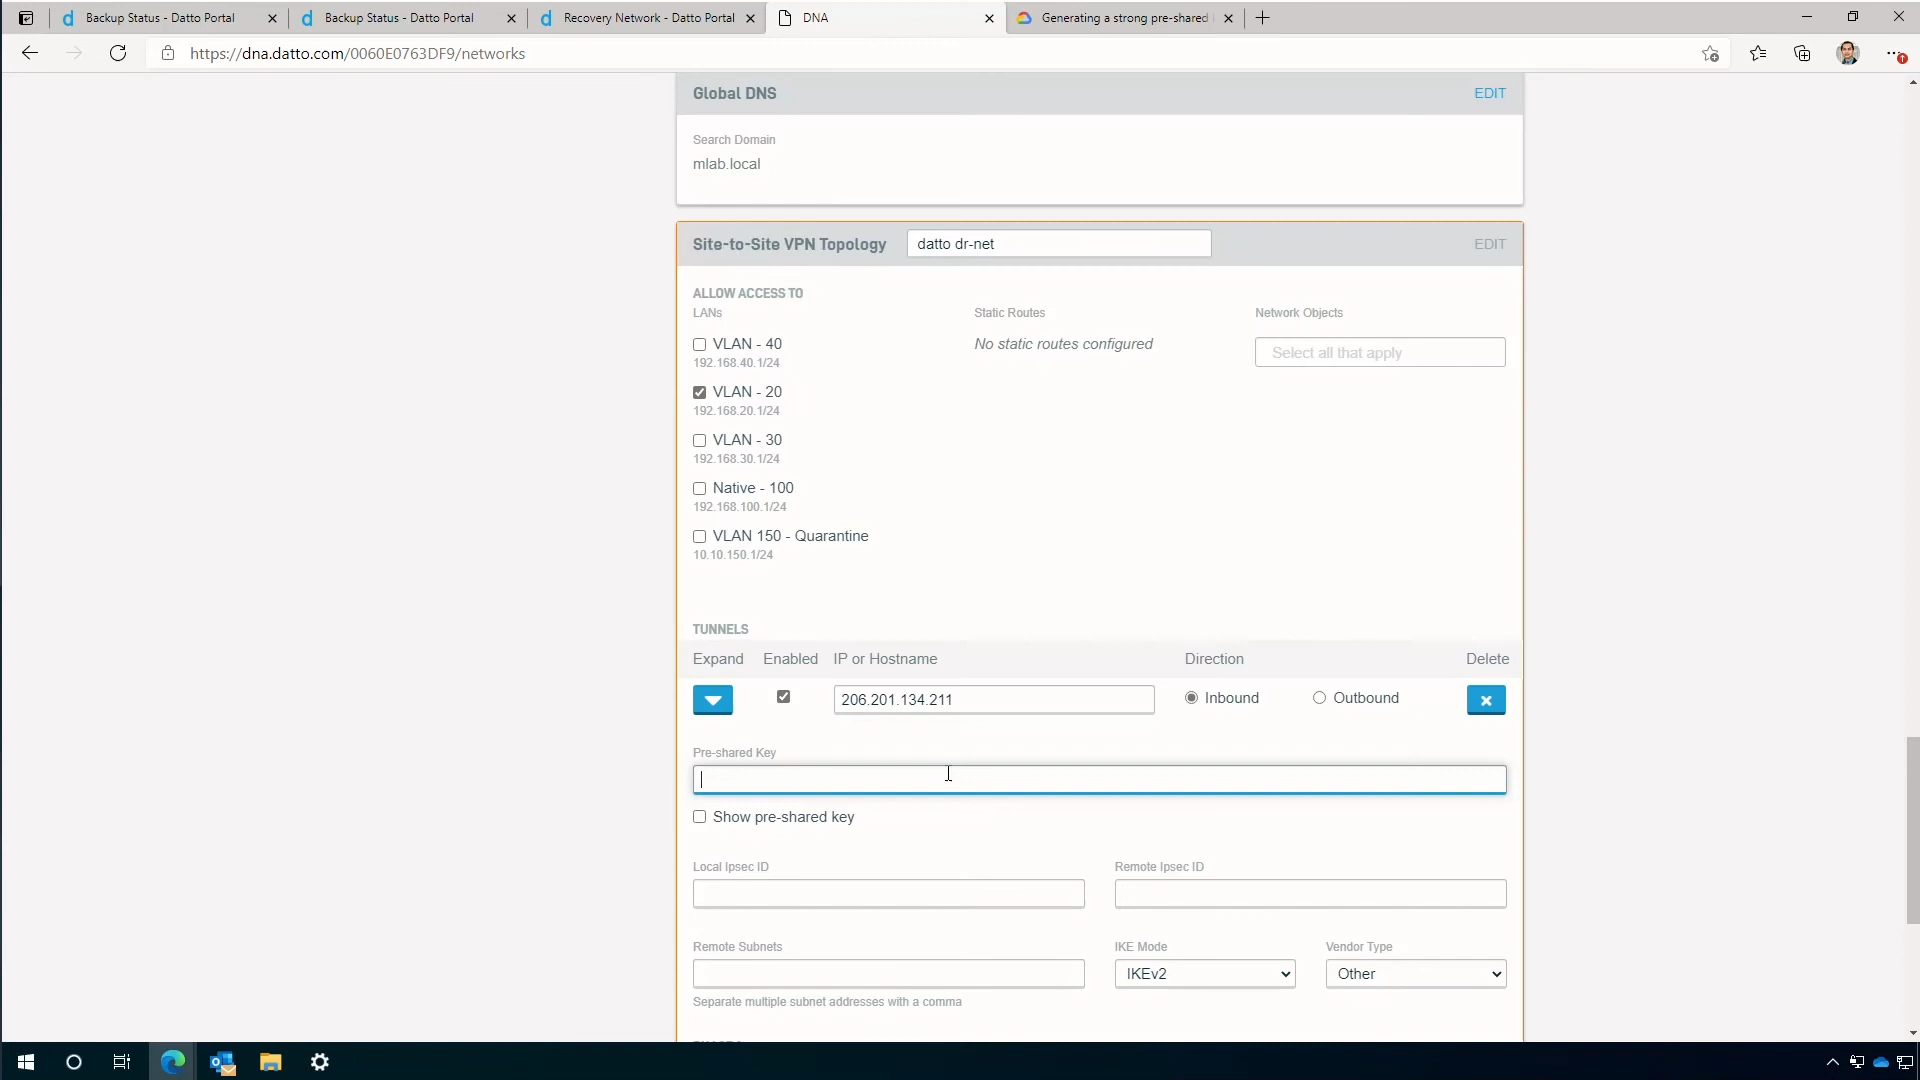 Backup Status - Datto Portal
Backup Status - Datto Portal
Recovery Network - Datto Portal
DNA
Generating a strong pre-shared
https://dna.datto.com/0060E0763DF9/networks
Global DNS
EDIT
Search Domain
mlab.local
Site-to-Site VPN Topology
datto dr-net
EDIT
ALLOW ACCESS TO
LANs
Static Routes
Network Objects
VLAN - 40
192.168.40.1/24
No static routes configured
Select all that apply
VLAN - 20
192.168.20.1/24
VLAN - 30
192.168.30.1/24
Native - 100
192.168.100.1/24
VLAN 150 - Quarantine
10.10.150.1/24
TUNNELS
Expand Enabled IP or Hostname Direction Delete
206.201.134.211 Inbound Outbound
Pre-shared Key
Show pre-shared key
Local Ipsec ID
Remote Ipsec ID
Remote Subnets
IKE Mode
Vendor Type
IKEv2
Other
Separate multiple subnet addresses with a comma